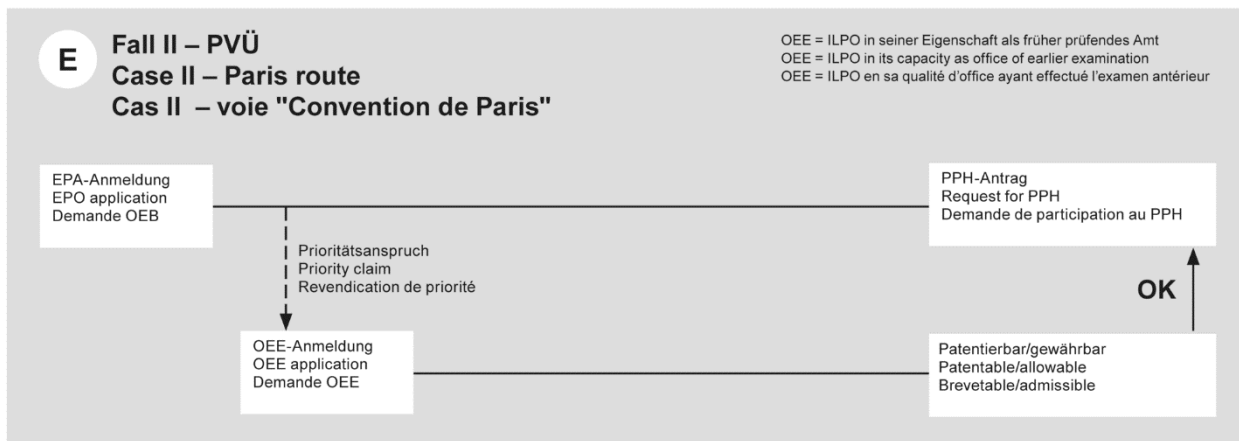 E
Fall II – PVÜ
Case II – Paris route
Cas II – voie "Convention de Paris"
OEE = ILPO in seiner Eigenschaft als früher prüfendes Amt
OEE = ILPO in its capacity as office of earlier examination
OEE = ILPO en sa qualité d'office ayant effectué l'examen antérieur
EPA-Anmeldung
EPO application
Demande OEB
PPH-Antrag
Request for PPH
Demande de participation au PPH
Prioritätsanspruch
Priority claim
Revendication de priorité
OK
OEE-Anmeldung
OEE application
Demande OEE
Patentierbar/gewährbar
Patentable/allowable
Brevetable/admissible